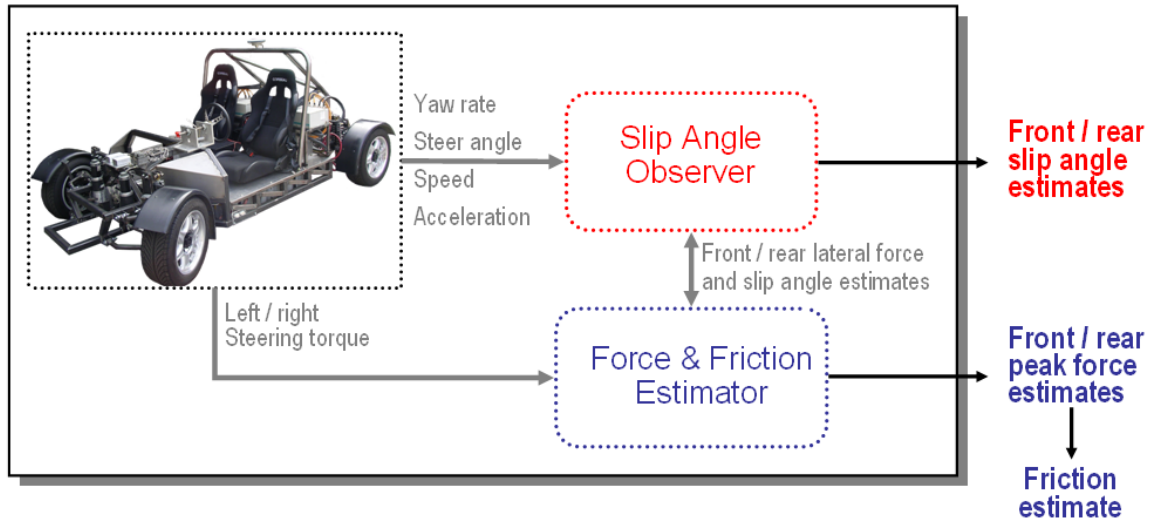 Yaw rate
Steer angle
Speed
Acceleration
Slip Angle
Observer
Front / rear
slip angle
estimates
Front / rear lateral force
and slip angle estimates
Left / right
Steering torque
Force & Friction
Estimator
Front / rear
peak force
estimates
Friction
estimate